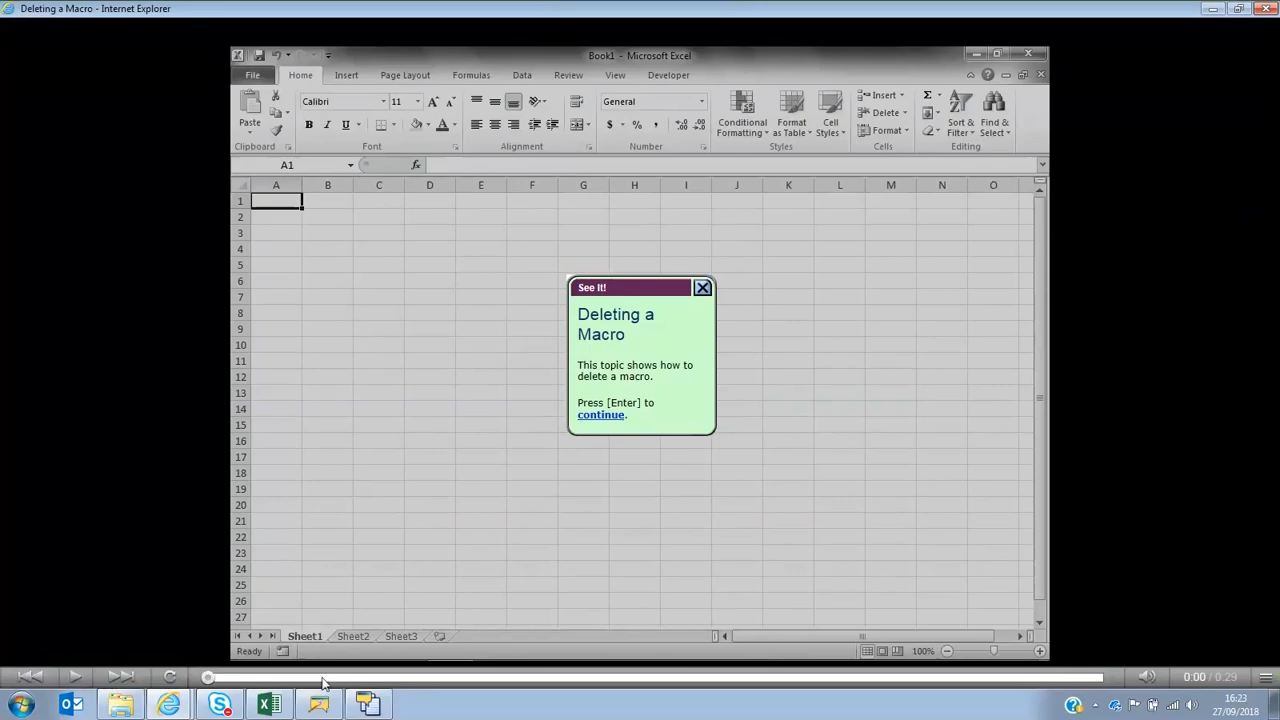 Deleting a Macro - Internet Explorer
Book1 - Microsoft Excel
File Home Insert Page Layout Formulas Data Review View Developer
Calibri 11 General Insert Σ
Paste B I U $ % , Conditional Formatting Format as Table Cell Styles Delete Format Sort & Filter Find & Select
Clipboard Font Alignment Number Styles Cells Editing
A1 fx
A B C D E F G H I J K L M N O
1
2
3
4
5
6
7
8
9
10
11
12
13
14
15
16
17
18
19
20
21
22
23
24
25
26
27
See It!
Deleting a
Macro
This topic shows how to
delete a macro.
Press [Enter] to
continue.
Sheet1 Sheet2 Sheet3
Ready 100%
0:00 / 0:29
16:23
27/09/2018